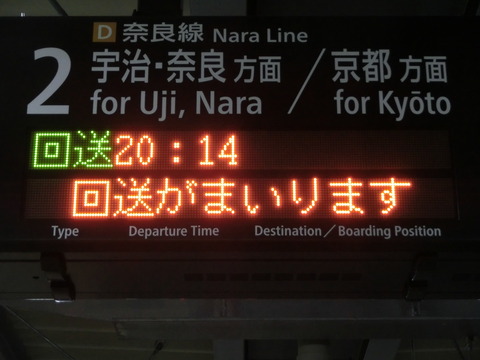 D 奈良線 Nara Line
2 宇治・奈良 方面 / 京都 方面
for Uji, Nara / for Kyōto
回送20:14
回送がまいります
Type Departure Time Destination/Boarding Position